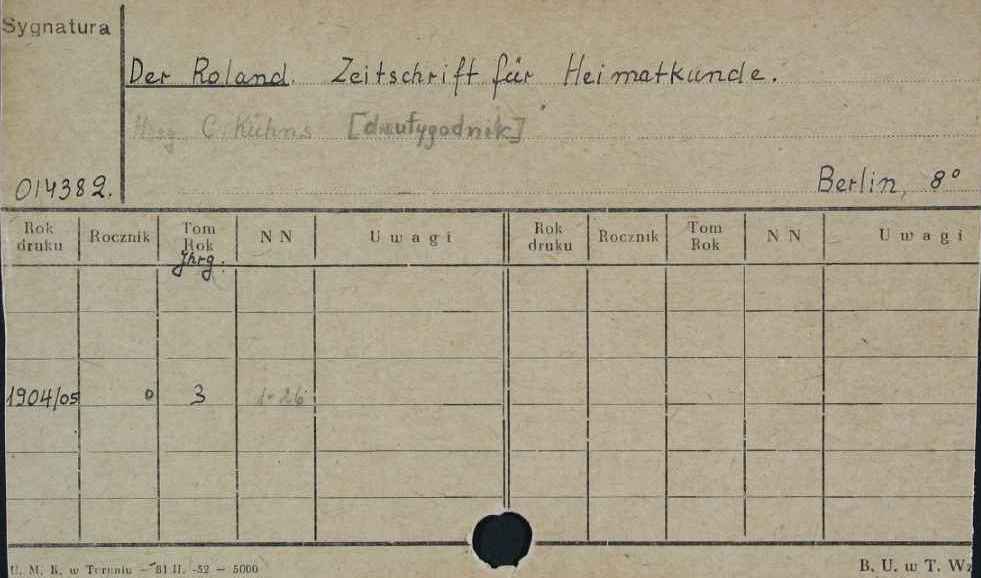 Sygnatura
Der Roland. Zeitschrift für Heimatkunde.
C. Kühns [dwutygodnik]
014382.
Berlin, 8°
Rok druku Rocznik Tom Rok Jhrg. N N Uwagi Rok druku Rocznik Tom Rok N N Uwagi
1904/05 0 3 1-26
U. M. K. w Toruniu — 81 II. -52 — 5000
B. U. w T. Wz